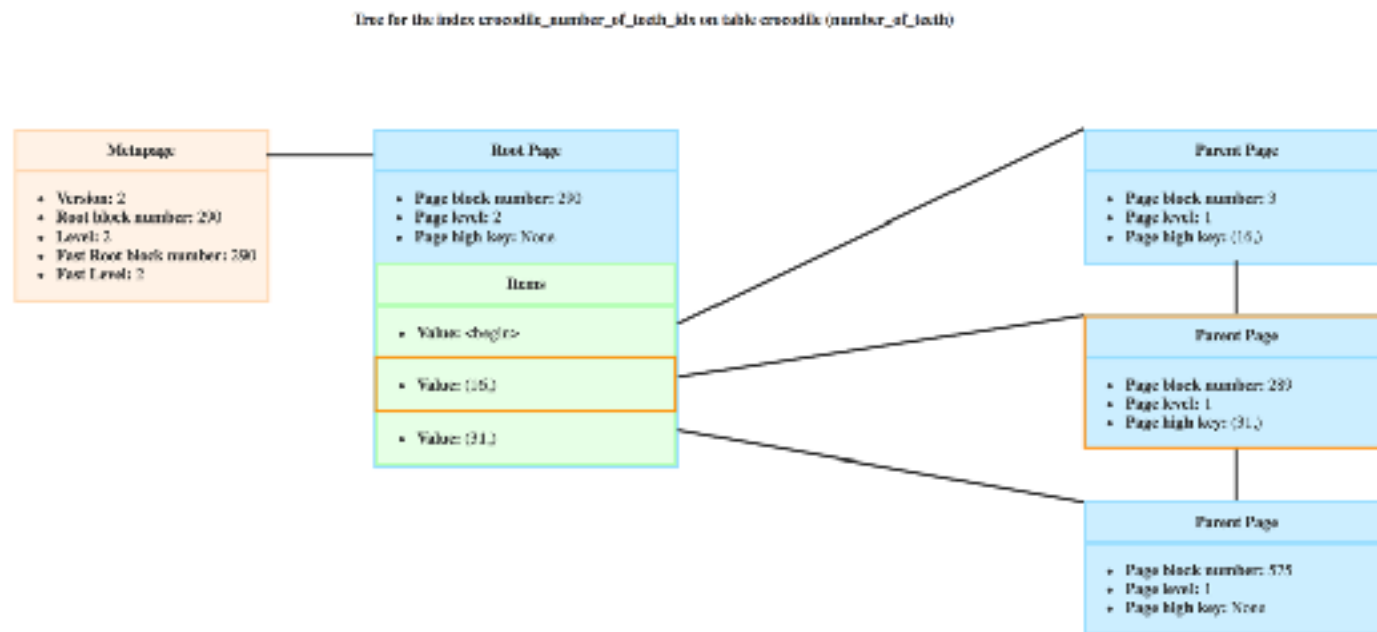 Tree for the index crocodile_number_of_teeth_idx on table crocodile (number_of_teeth)
Metapage
Version: 2
Root block number: 290
Level: 2
Fast Root block number: 290
Fast Level: 2
Root Page
Page block number: 290
Page level: 2
Page high key: None
Items
Value: <begin>
Value: (16,)
Value: (31,)
Parent Page
Page block number: 3
Page level: 1
Page high key: (16,)
Parent Page
Page block number: 289
Page level: 1
Page high key: (31,)
Parent Page
Page block number: 575
Page level: 1
Page high key: None